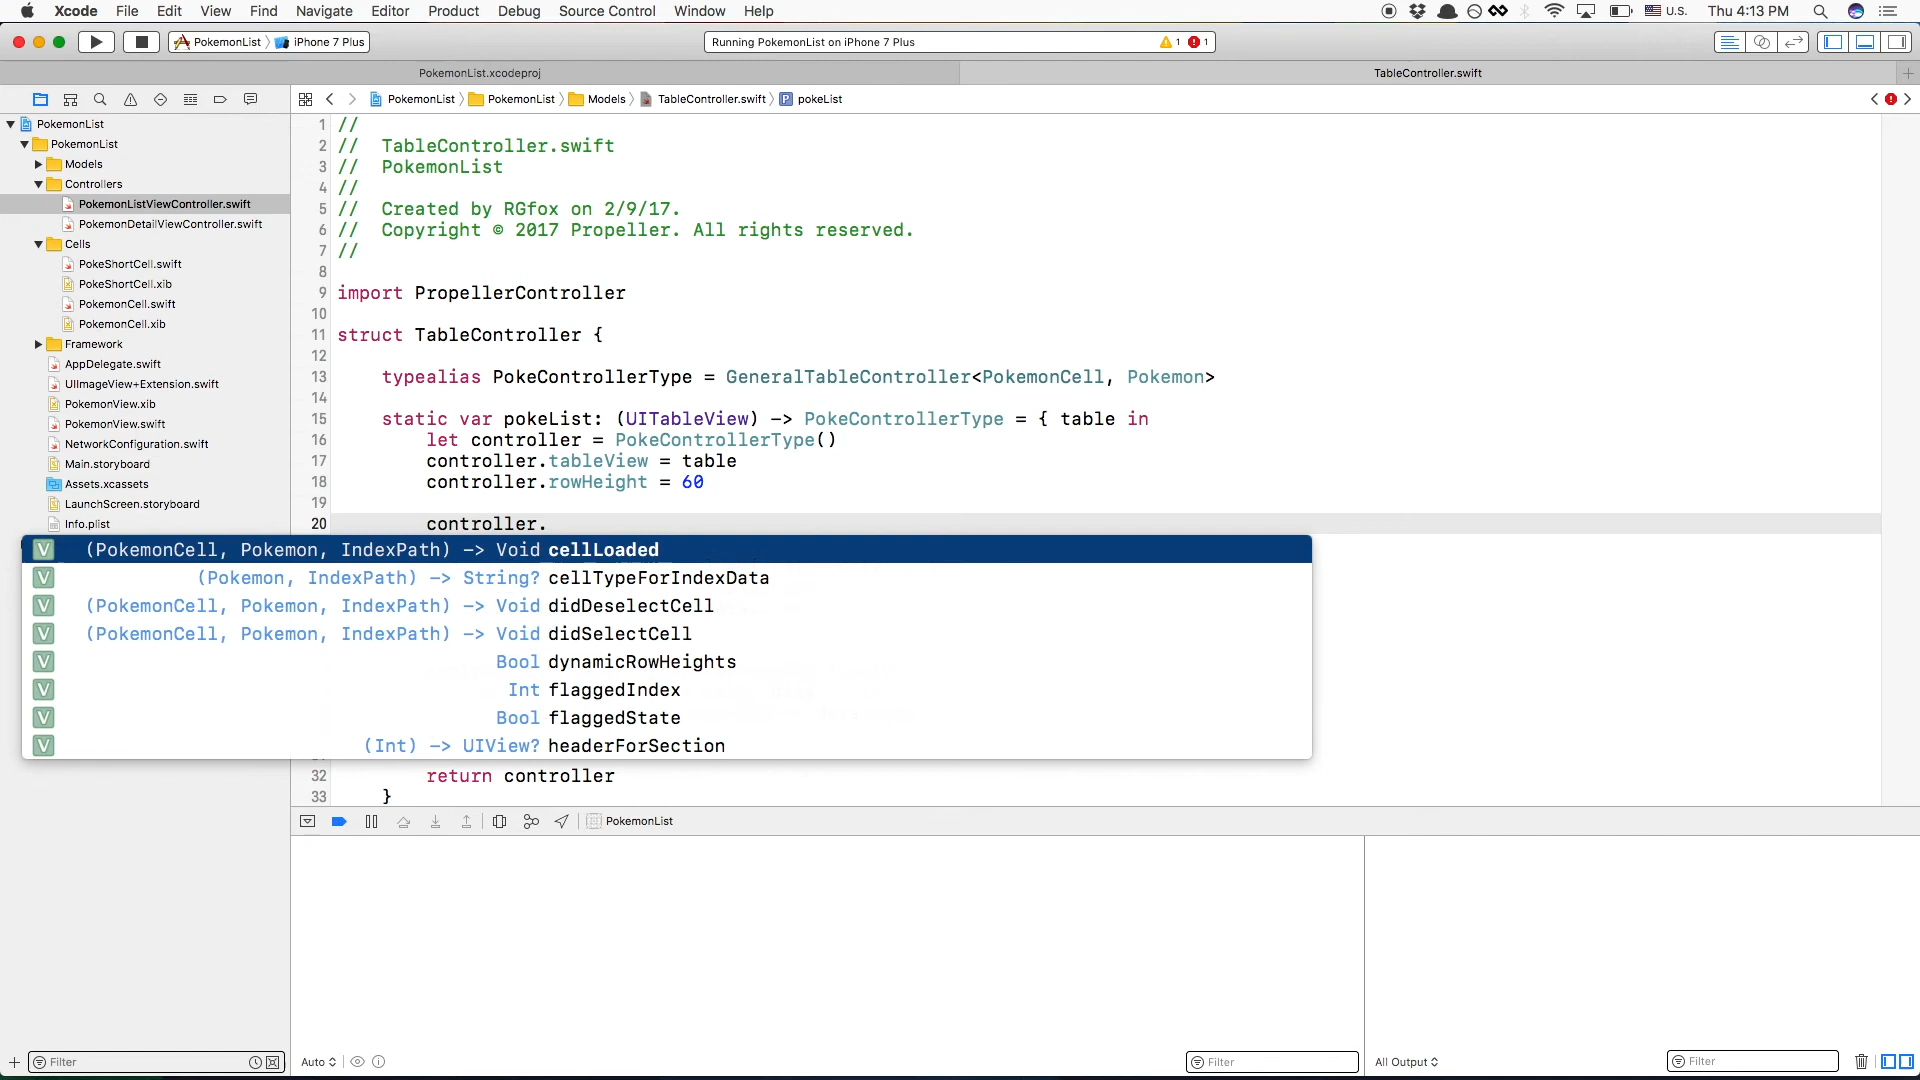 Xcode File Edit View Find Navigate Editor Product Debug Source Control Window Help U.S. Thu 4:13 PM
PokemonList iPhone 7 Plus Running PokemonList on iPhone 7 Plus 1 1
PokemonList.xcodeproj TableController.swift
PokemonList PokemonList Models TableController.swift P pokeList
PokemonList
PokemonList
Models
Controllers
PokemonListViewController.swift
PokemonDetailViewController.swift
Cells
PokeShortCell.swift
PokeShortCell.xib
PokemonCell.swift
PokemonCell.xib
Framework
AppDelegate.swift
UIImageView+Extension.swift
PokemonView.xib
PokemonView.swift
NetworkConfiguration.swift
Main.storyboard
Assets.xcassets
LaunchScreen.storyboard
Info.plist
1 //
2 // TableController.swift
3 // PokemonList
4 //
5 // Created by RGfox on 2/9/17.
6 // Copyright © 2017 Propeller. All rights reserved.
7 //
8
9 import PropellerController
10
11 struct TableController {
12
13 typealias PokeControllerType = GeneralTableController<PokemonCell, Pokemon>
14
15 static var pokeList: (UITableView) -> PokeControllerType = { table in
16 let controller = PokeControllerType()
17 controller.tableView = table
18 controller.rowHeight = 60
19
20 controller.
V (PokemonCell, Pokemon, IndexPath) -> Void cellLoaded
V (Pokemon, IndexPath) -> String? cellTypeForIndexData
V (PokemonCell, Pokemon, IndexPath) -> Void didDeselectCell
V (PokemonCell, Pokemon, IndexPath) -> Void didSelectCell
V Bool dynamicRowHeights
V Int flaggedIndex
V Bool flaggedState
V (Int) -> UIView? headerForSection
32 return controller
33 }
PokemonList
Filter Auto Filter All Output Filter